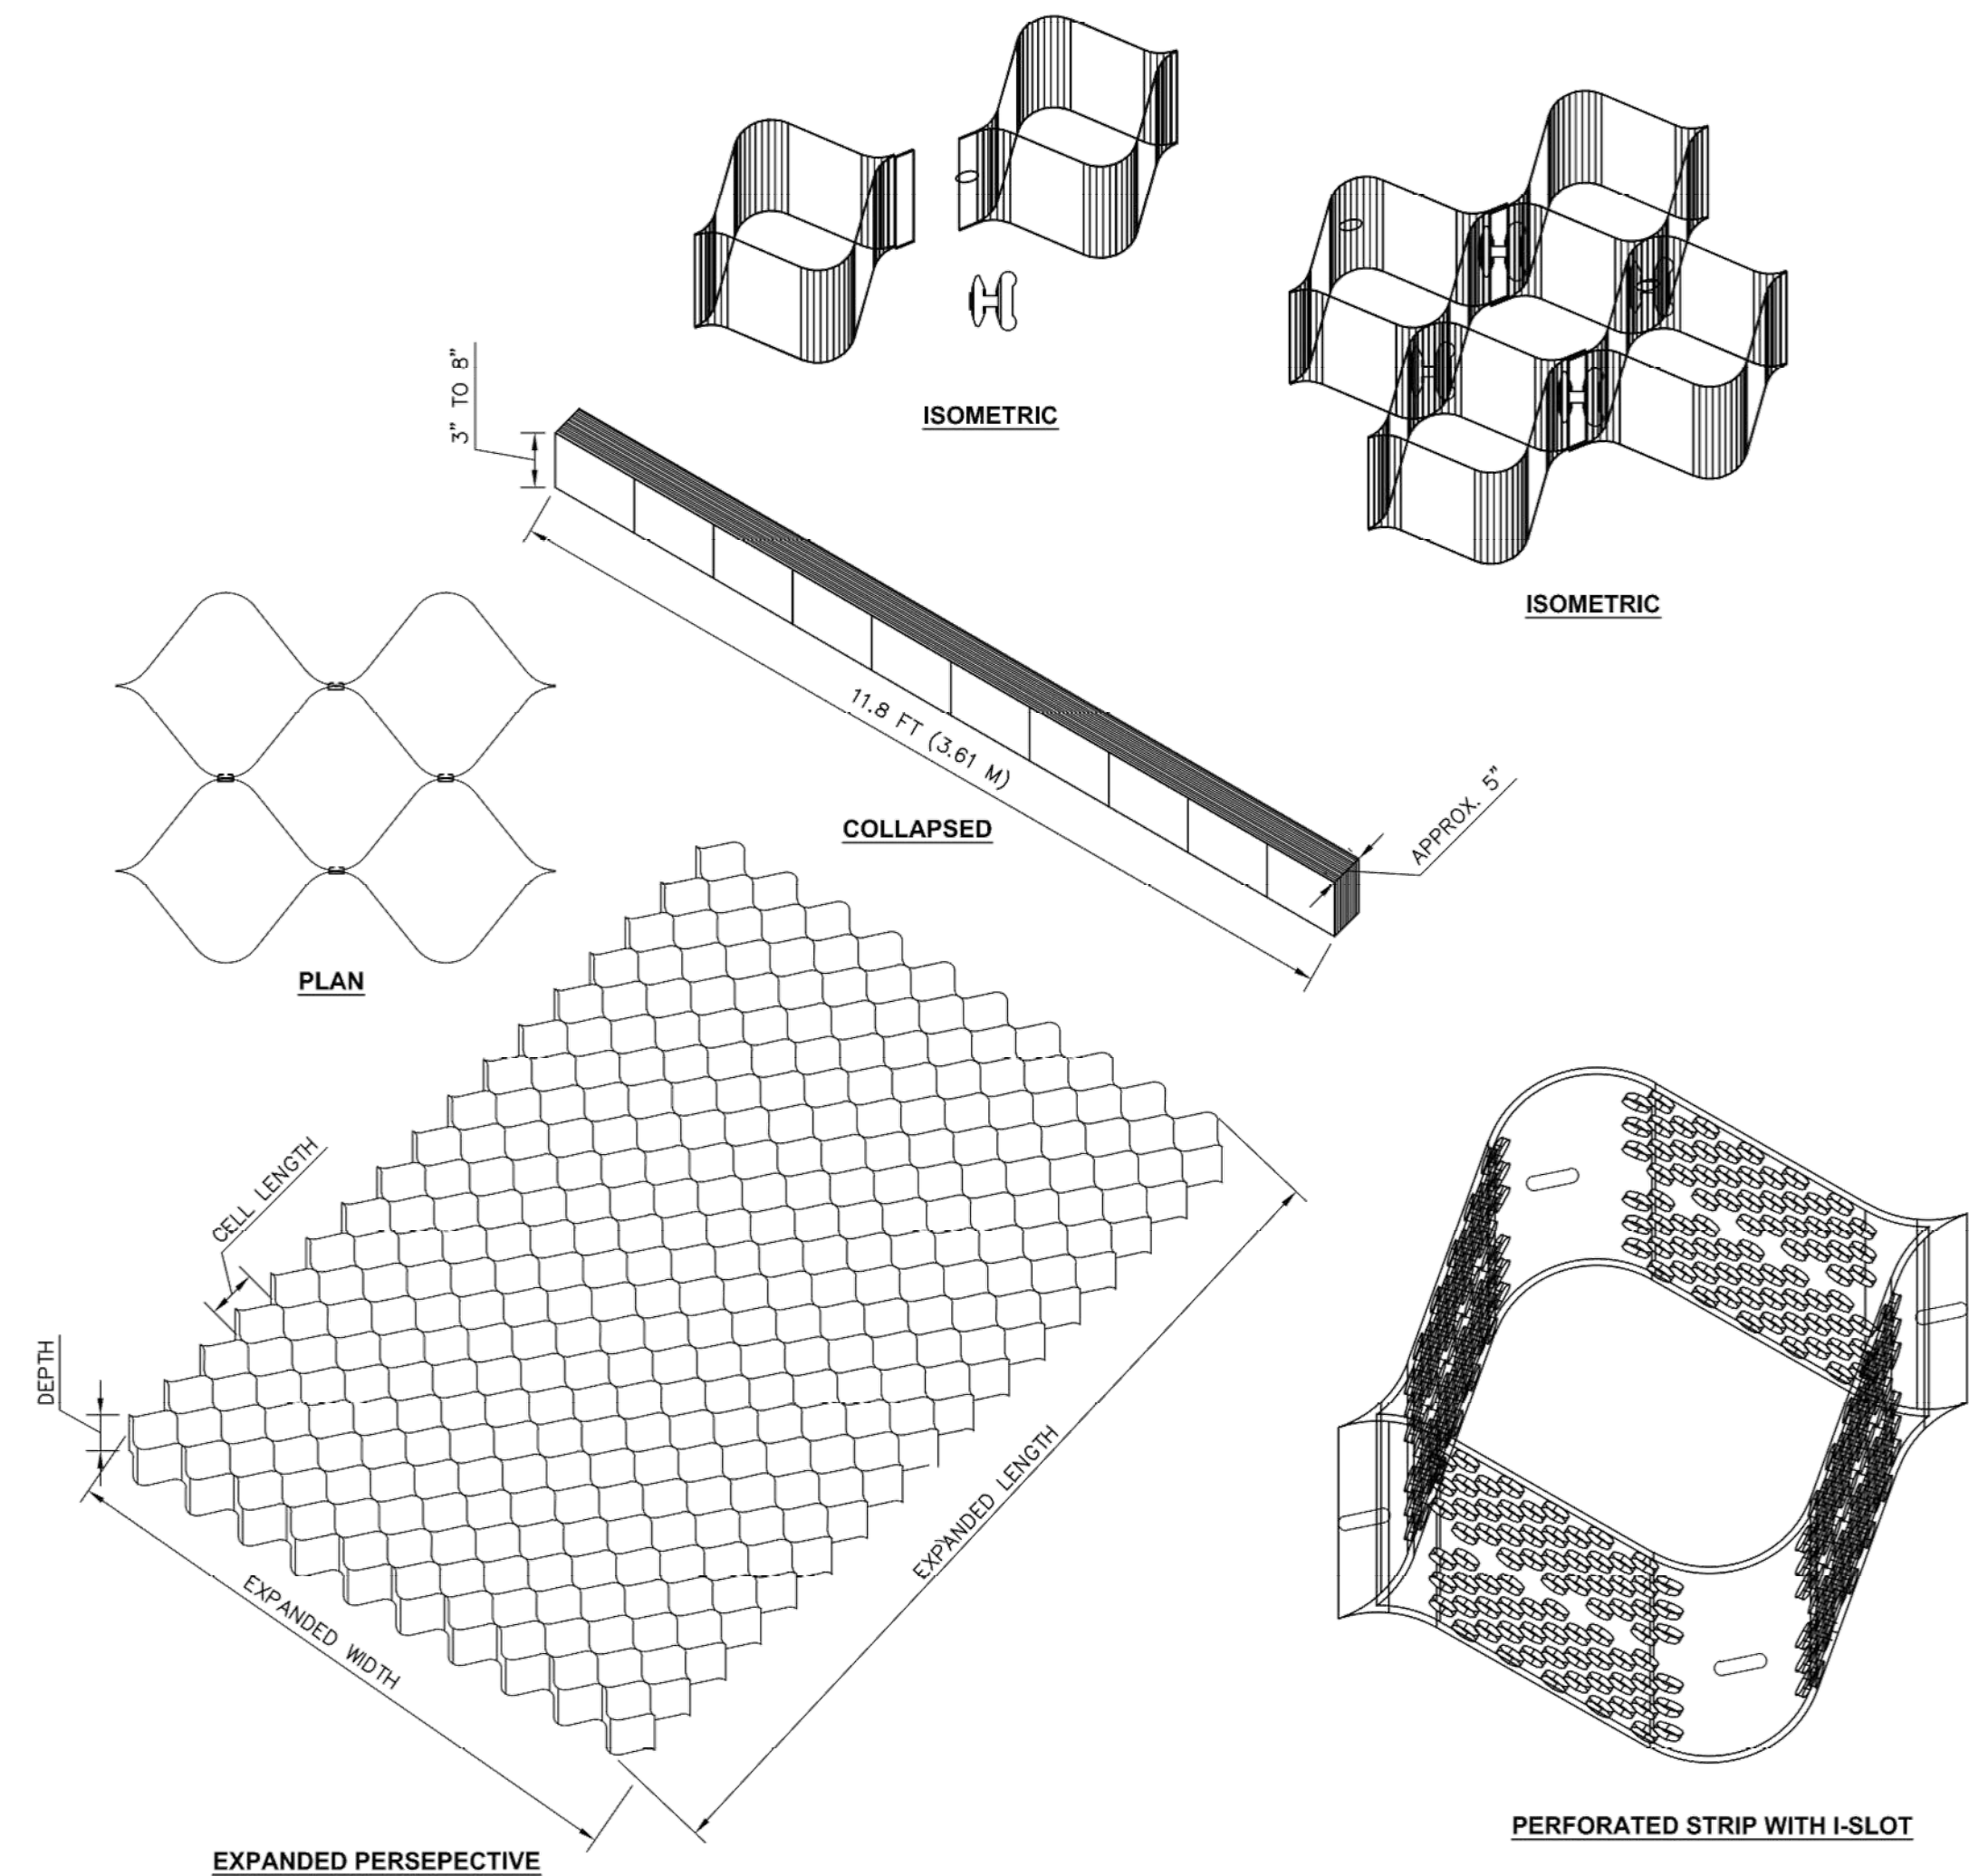 ISOMETRIC
3" TO 8"
ISOMETRIC
11.8 FT (3.61 M)
APPROX. 5"
COLLAPSED
PLAN
CELL LENGTH
DEPTH
EXPANDED WIDTH
EXPANDED LENGTH
EXPANDED PERSEPECTIVE
PERFORATED STRIP WITH I-SLOT